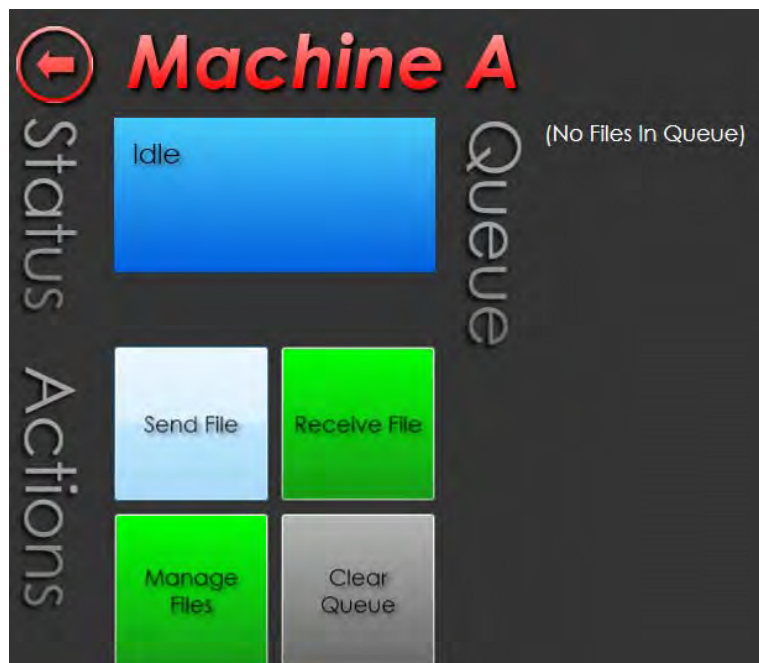 Machine A
Status
Idle
Queue
(No Files In Queue)
Actions
Send File
Receive File
Manage
Files
Clear
Queue